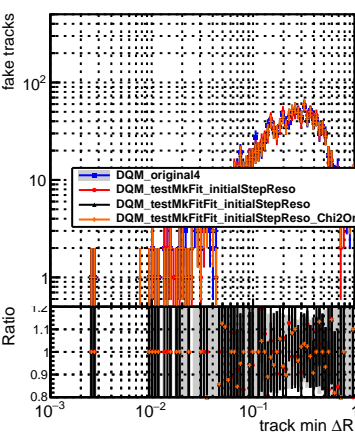 fake tracks
10²
10
1
DQM_original4
DQM_testMkFit_initialStepReso
DQM_testMkFitFit_initialStepReso
DQM_testMkFitFit_initialStepReso_Chi2Or
Ratio
1.2
1.1
1
0.9
0.8
10⁻³ 10⁻² 10⁻¹ 1
track min ΔR